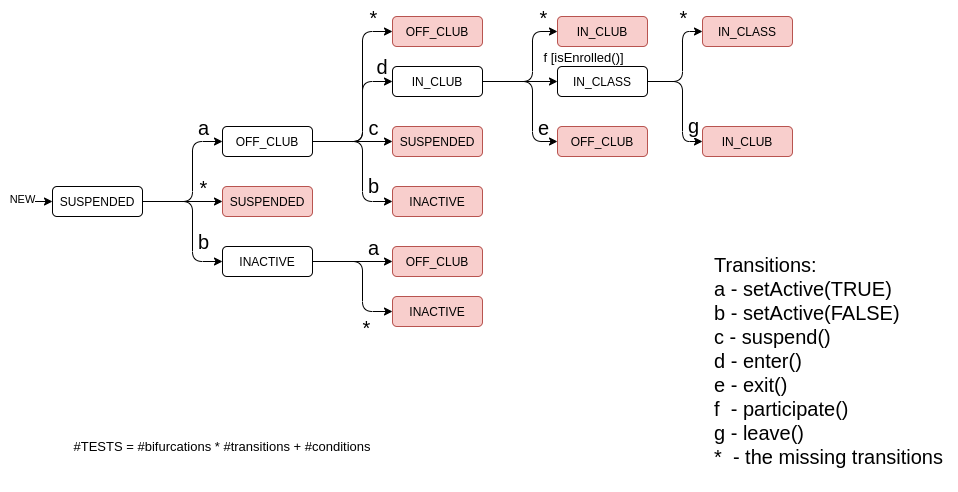 *
OFF_CLUB
*
IN_CLUB
*
IN_CLASS
f [isEnrolled()]
d
IN_CLUB
IN_CLASS
a
OFF_CLUB
c
SUSPENDED
e
OFF_CLUB
g
IN_CLUB
*
b
NEW
SUSPENDED
SUSPENDED
INACTIVE
b
INACTIVE
a
OFF_CLUB
INACTIVE
*
Transitions:
a - setActive(TRUE)
b - setActive(FALSE)
c - suspend()
d - enter()
e - exit()
f  - participate()
g - leave()
*  - the missing transitions
#TESTS = #bifurcations * #transitions + #conditions